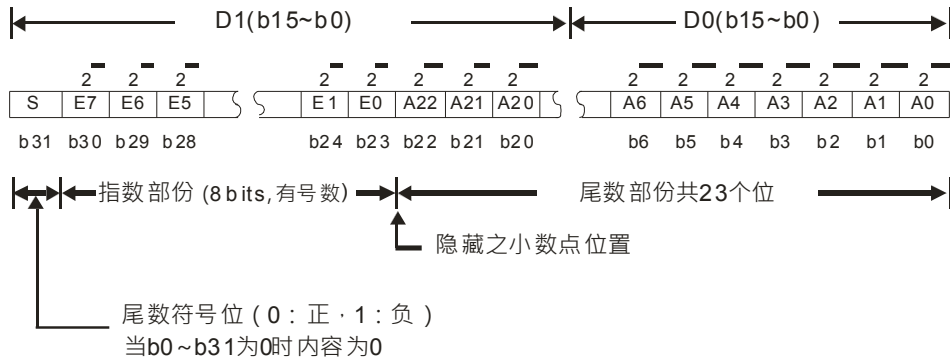 D1(b15~b0) D0(b15~b0)
2 2 2 2 2 2 2 2 2 2 2 2 2 2 2
S E7 E6 E5 E1 E0 A22 A21 A20 A6 A5 A4 A3 A2 A1 A0
b31 b30 b29 b28 b24 b23 b22 b21 b20 b6 b5 b4 b3 b2 b1 b0
指数部份 (8 bits, 有号数) 尾数部份共23个位
隐藏之小数点位置
尾数符号位 ( 0 : 正 · 1 : 负 )
当b0~b31为0时内容为0